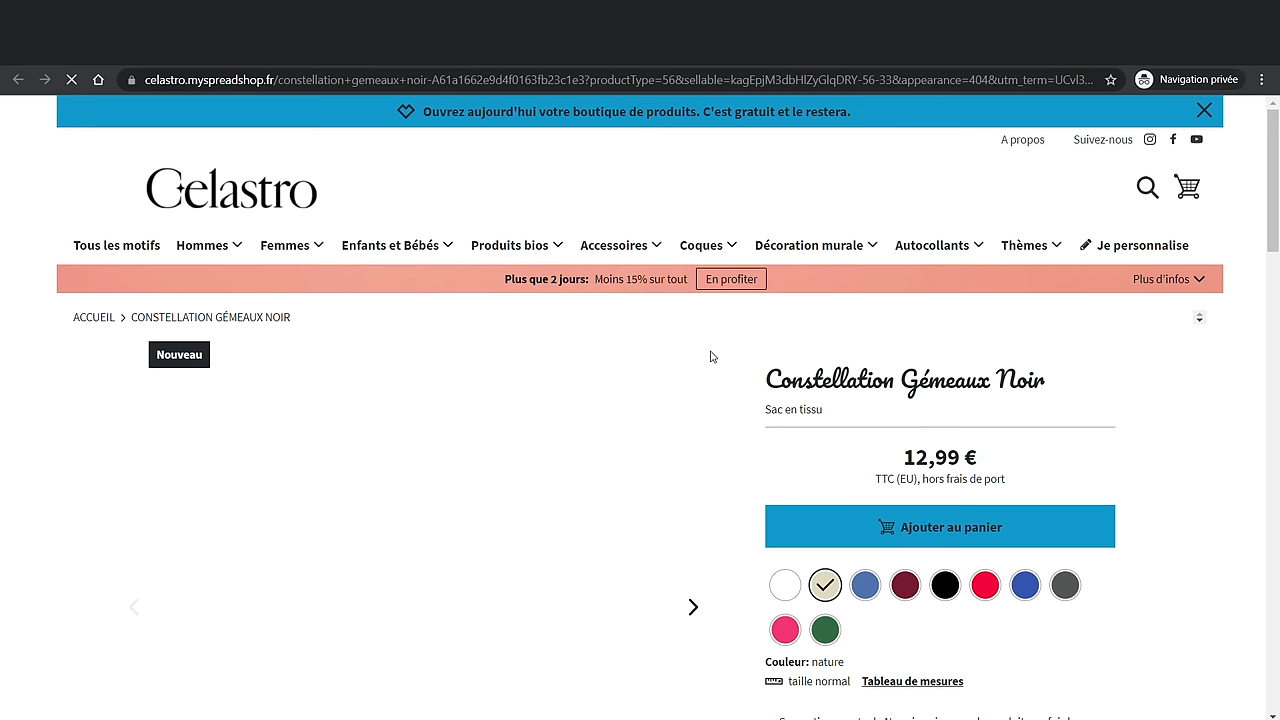 celastro.myspreadshop.fr/constellation+gemeaux+noir-A61a1662e9d4f0163fb23c1e3?productType=56&sellable=kagEpjM3dbHIZyGlqDRY-56-33&appearance=404&utm_term=UCvl3...
Navigation privée
Ouvrez aujourd'hui votre boutique de produits. C'est gratuit et le restera.
A propos Suivez-nous
Celastro
Tous les motifs Hommes Femmes Enfants et Bébés Produits bios Accessoires Coques Décoration murale Autocollants Thèmes Je personnalise
Plus que 2 jours: Moins 15% sur tout En profiter Plus d'infos
ACCUEIL > CONSTELLATION GÉMEAUX NOIR
Nouveau
Constellation Gémeaux Noir
Sac en tissu
12,99 €
TTC (EU), hors frais de port
Ajouter au panier
Couleur: nature
taille normal Tableau de mesures